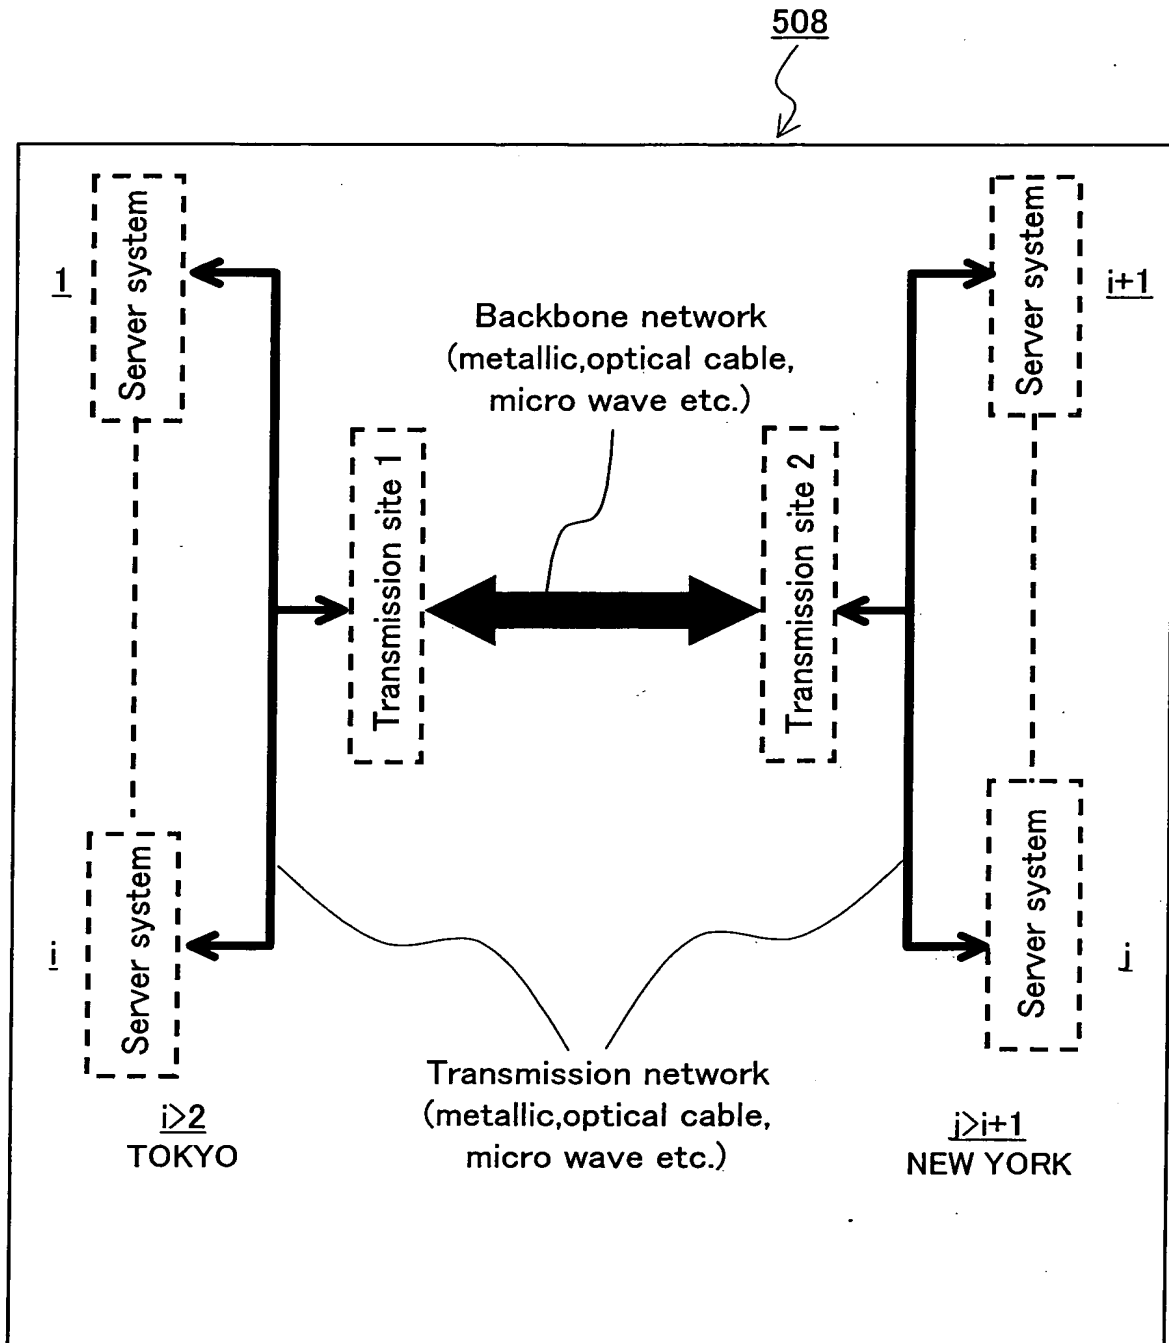 508
Server system
1
Server system
i+1
Backbone network
(metallic,optical cable,
micro wave etc.)
Transmission site 1
Transmission site 2
Server system
i
Server system
j
Transmission network
(metallic,optical cable,
micro wave etc.)
i>2
TOKYO
j>i+1
NEW YORK